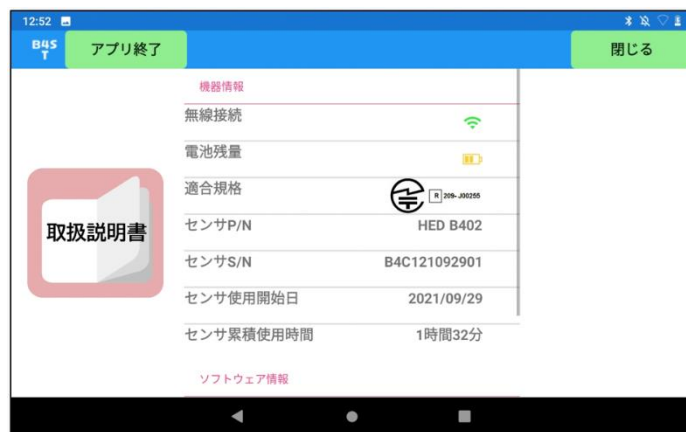 12:52
B4S
T
アプリ終了
閉じる
機器情報
無線接続
電池残量
適合規格
R 209- J00255
センサP/N HED B402
センサS/N B4C121092901
センサ使用開始日 2021/09/29
センサ累積使用時間 1時間32分
取扱説明書
ソフトウェア情報